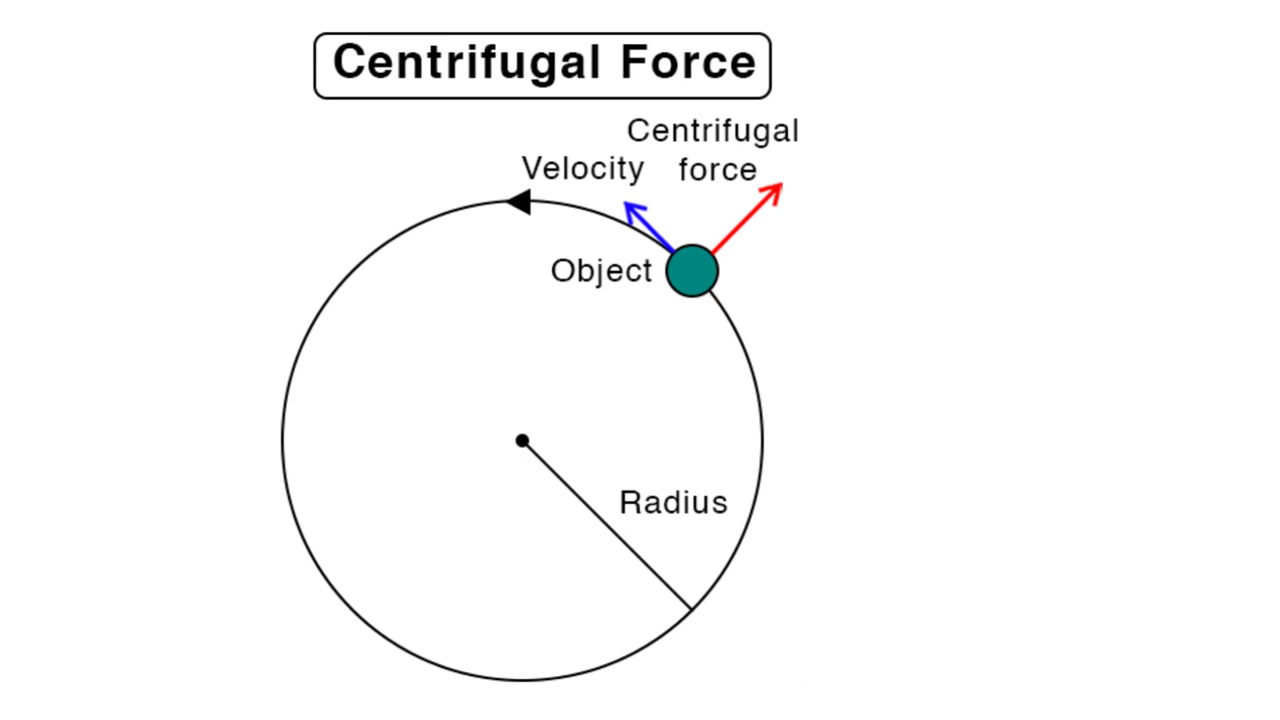 Centrifugal Force
Centrifugal
force
Velocity
Object
Radius